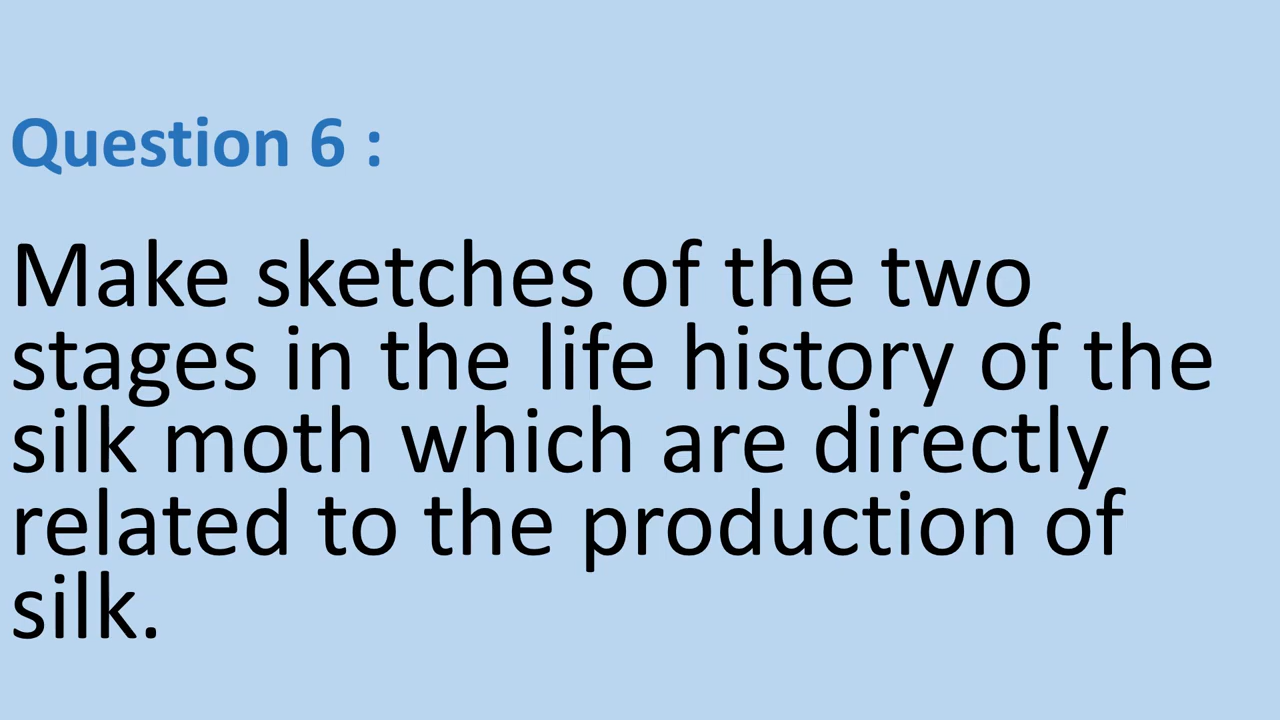 Question 6 :
Make sketches of the two
stages in the life history of the
silk moth which are directly
related to the production of
silk.